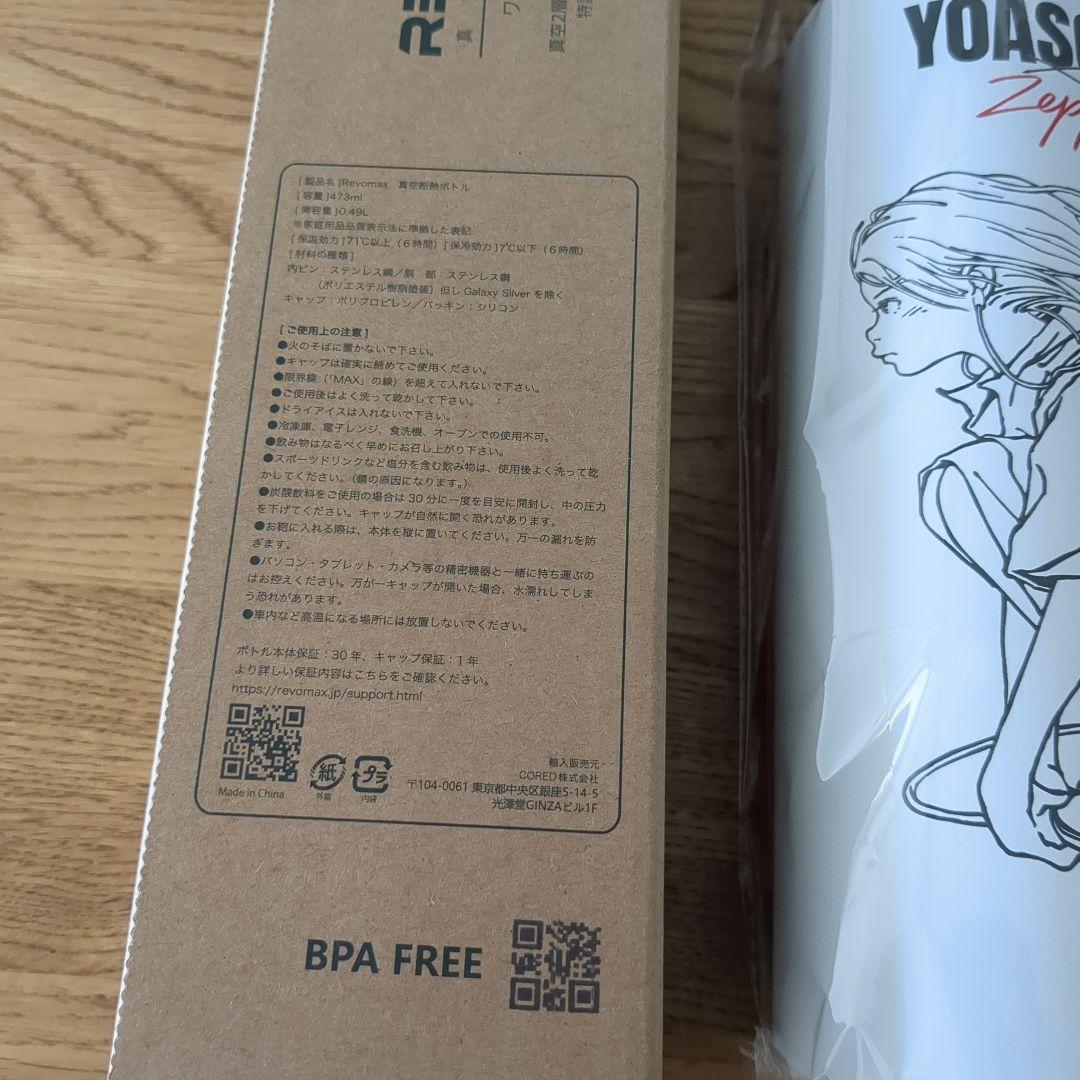 真
ワ
真空2層
特
[製品名]Revomax 真空断熱ボトル
[容量]473ml
[実容量]0.49L
※家庭用品品質表示法に準拠した表記
[保温効力]71℃以上（6時間）[保冷効力]7℃以下（6時間）
[材料の種類]
内ビン：ステンレス鋼／胴 部：ステンレス鋼
（ポリエステル樹脂塗装）但し Galaxy Silver を除く
キャップ：ポリプロピレン／パッキン：シリコン
[ご使用上の注意]
●火のそばに置かないで下さい。
●キャップは確実に締めてご使用ください。
●限界線（「MAX」の線）を超えて入れないで下さい。
●ご使用後はよく洗って乾かして下さい。
●ドライアイスは入れないで下さい。
●冷凍庫、電子レンジ、食洗機、オーブンでの使用不可。
●飲み物はなるべく早めにお召し上がり下さい。
●スポーツドリンクなど塩分を含む飲み物は、使用後よく洗って乾
かしてください。（錆の原因になります。）
●炭酸飲料をご使用の場合は30分に一度を目安に開封し、中の圧力
を下げてください。キャップが自然に開く恐れがあります。
●お鞄に入れる際は、本体を縦に置いてください。万一の漏れを防
ぎます。
●パソコン・タブレット・カメラ等の精密機器と一緒に持ち運ぶの
はお控えください。万が一キャップが開いた場合、水濡れしてしま
う恐れがあります。
●車内など高温になる場所には放置しないでください。
ボトル本体保証：30年、キャップ保証：1年
より詳しい保証内容はこちらをご確認ください。
https://revomax.jp/support.html
Made in China
紙
外箱
プラ
内袋
輸入販売元
CORED株式会社
〒104-0061 東京都中央区銀座5-14-5
光澤堂GINZAビル1F
BPA FREE
YOAS
Zep